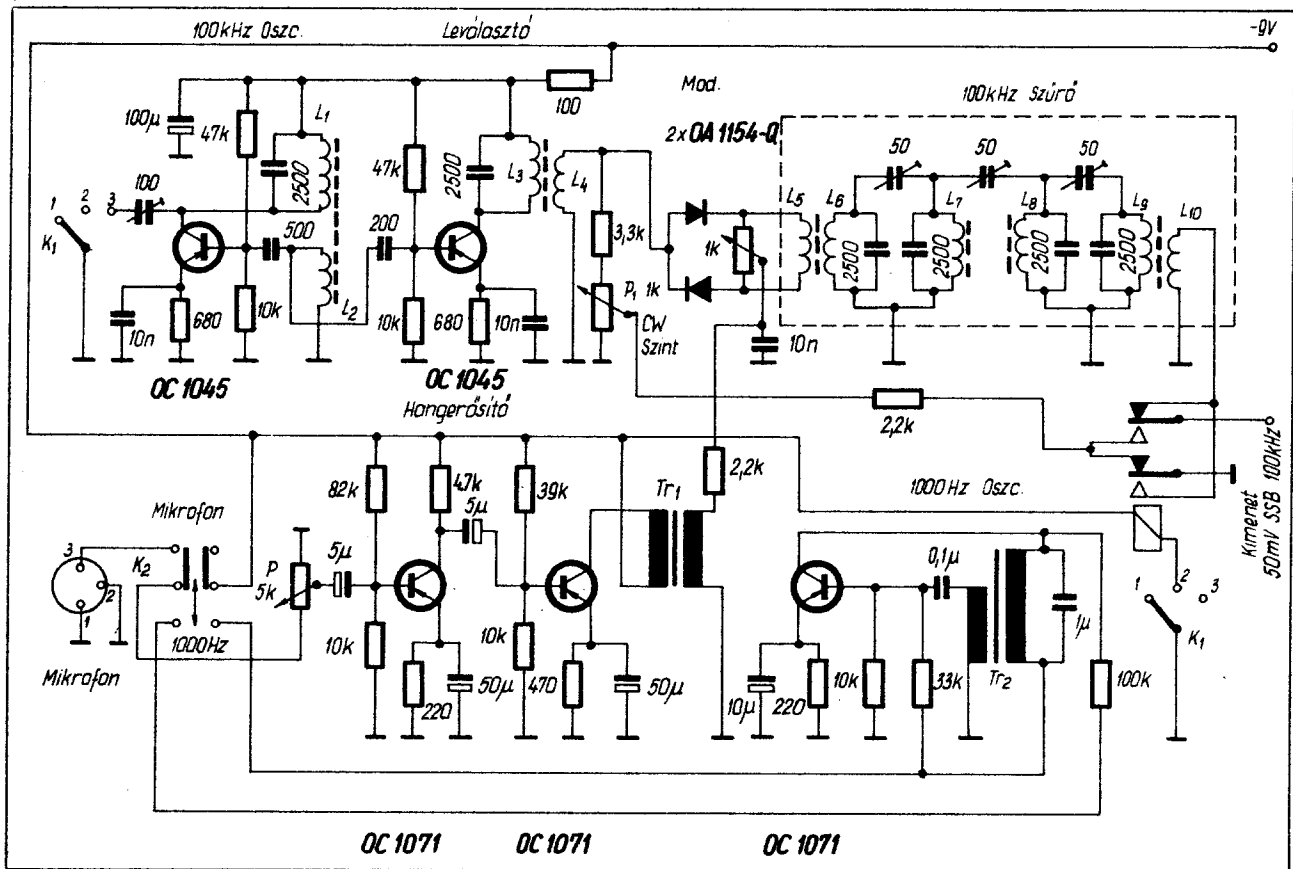 100kHz Oszc.
Leválasztó
-9V
Mod.
100kHz Szűrő
2x OA 1154-Q
100
100µ
47k
L1
2500
47k
2500
L3
L4
50
50
50
1
2
3
K1
100
500
200
3,3k
1k
L5
L6
2500
2500
L7
L8
2500
2500
L9
L10
10n
680
10k
L2
10k
680
10n
P1 1k
CW
Szint
10n
OC 1045
OC 1045
Hangerősítő
2,2k
82k
4,7k
5µ
39k
Tr1
2,2k
1000Hz Oszc.
Kimenet
50mV SSB 100kHz
Mikrofon
3
2
1
K2
1000Hz
P
5k
5µ
10k
220
50µ
10k
470
50µ
10µ
220
10k
0,1µ
33k
Tr2
1µ
100k
1
2
3
K1
Mikrofon
OC 1071
OC 1071
OC 1071